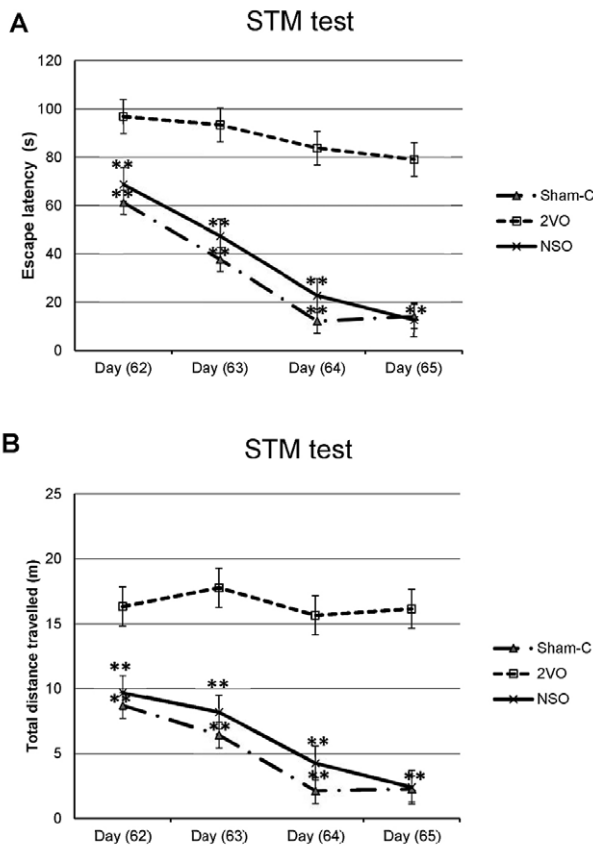 A
STM test
Escape latency (s)
120
100
80
60
40
20
0
**
**
**
**
**
**
**
Day (62)
Day (63)
Day (64)
Day (65)
Sham-C
2VO
NSO
B
STM test
Total distance travelled (m)
25
20
15
10
5
0
**
**
**
**
**
**
**
Day (62)
Day (63)
Day (64)
Day (65)
Sham-C
2VO
NSO